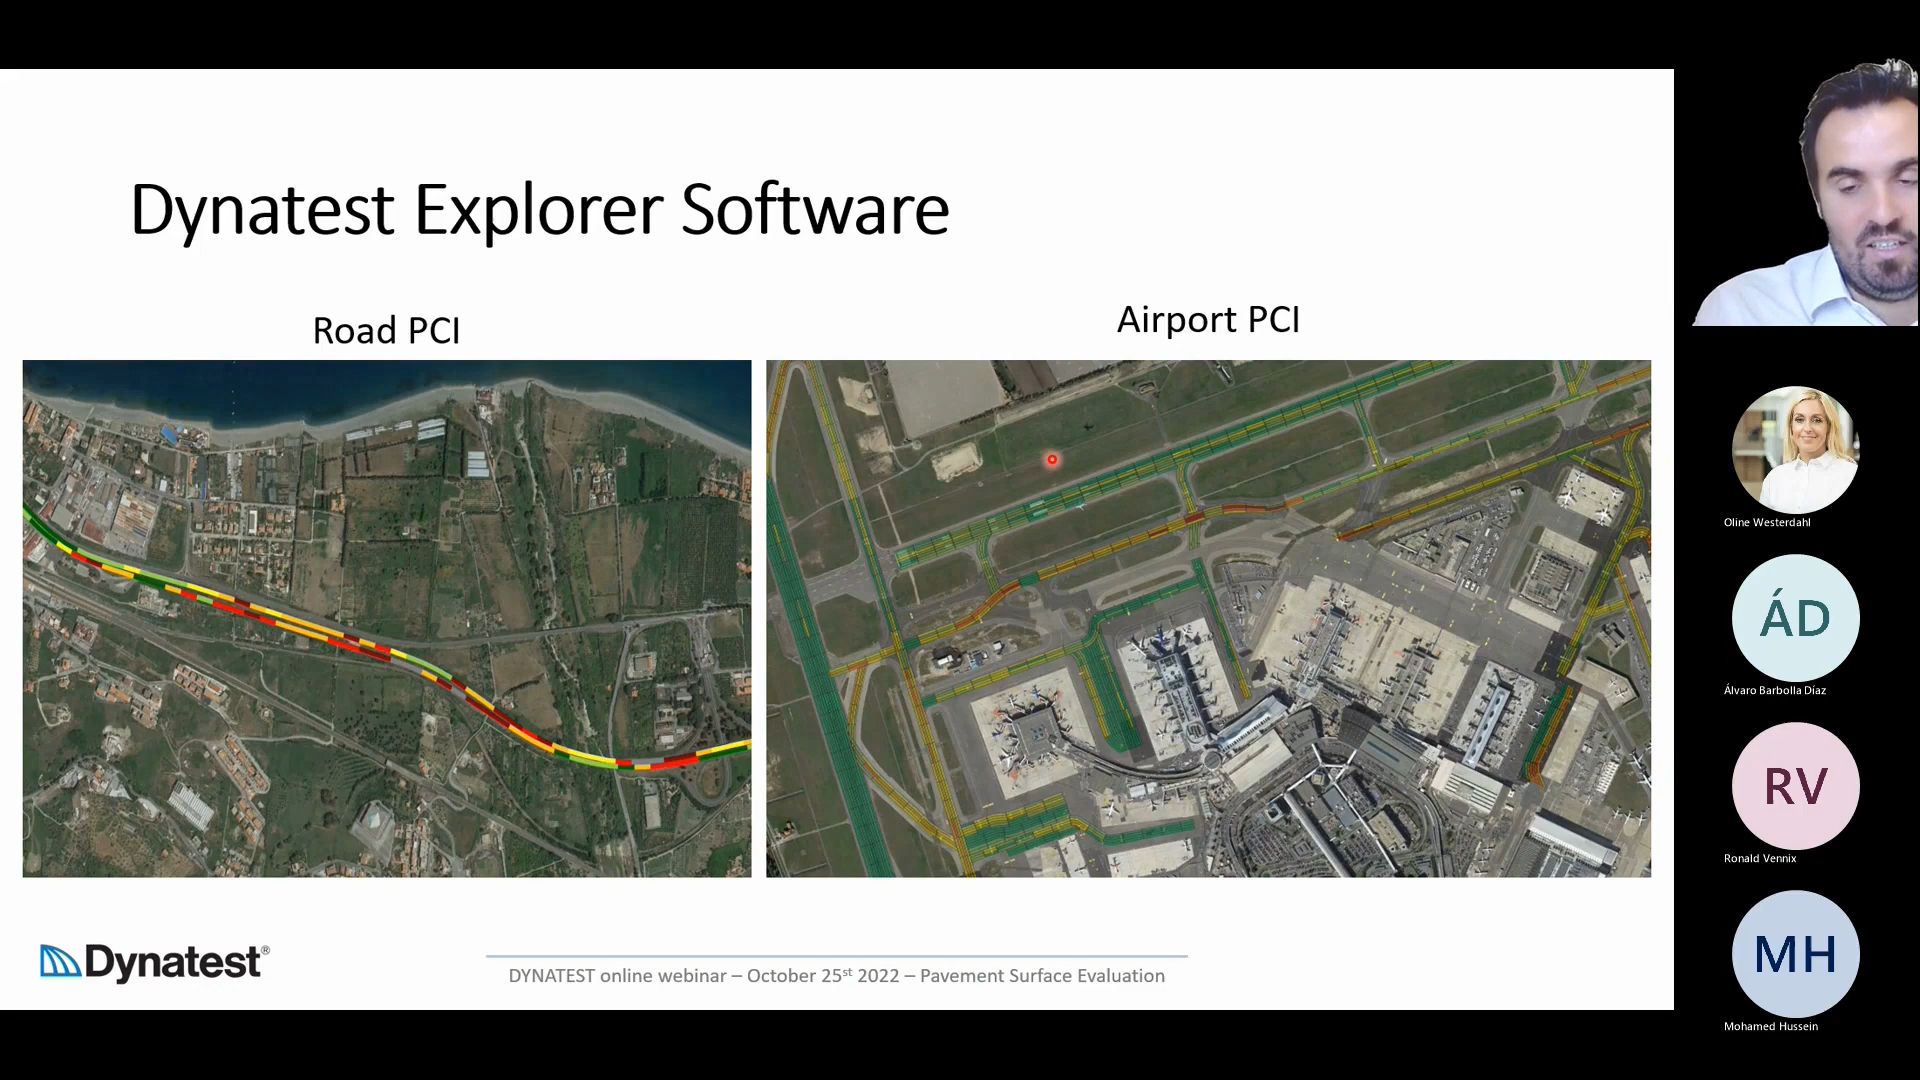 Dynatest Explorer Software
Road PCI
Airport PCI
Dynatest®
DYNATEST online webinar – October 25st 2022 – Pavement Surface Evaluation
Oline Westerdahl
ÁD
Álvaro Barbolla Díaz
RV
Ronald Vennix
MH
Mohamed Hussein